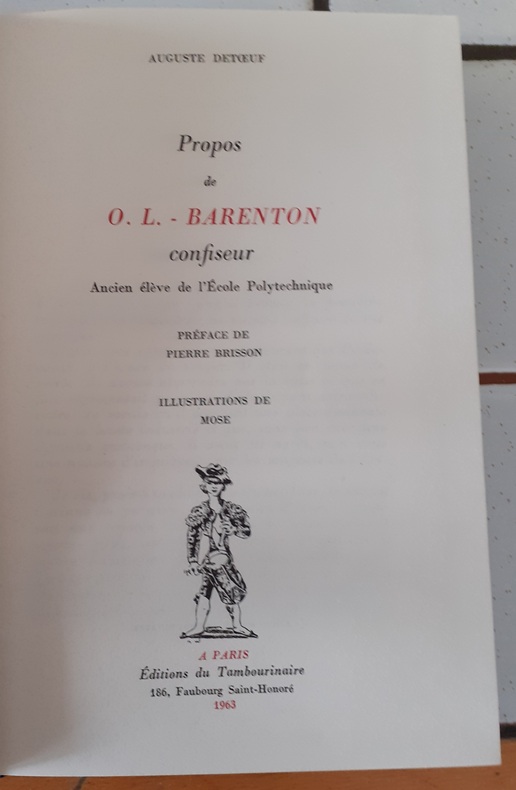 AUGUSTE DETŒUF
Propos
de
O. L. - BARENTON
confiseur
Ancien élève de l'École Polytechnique
PRÉFACE DE
PIERRE BRISSON
ILLUSTRATIONS DE
MOSE
A PARIS
Éditions du Tambourinaire
186, Faubourg Saint-Honoré
1963